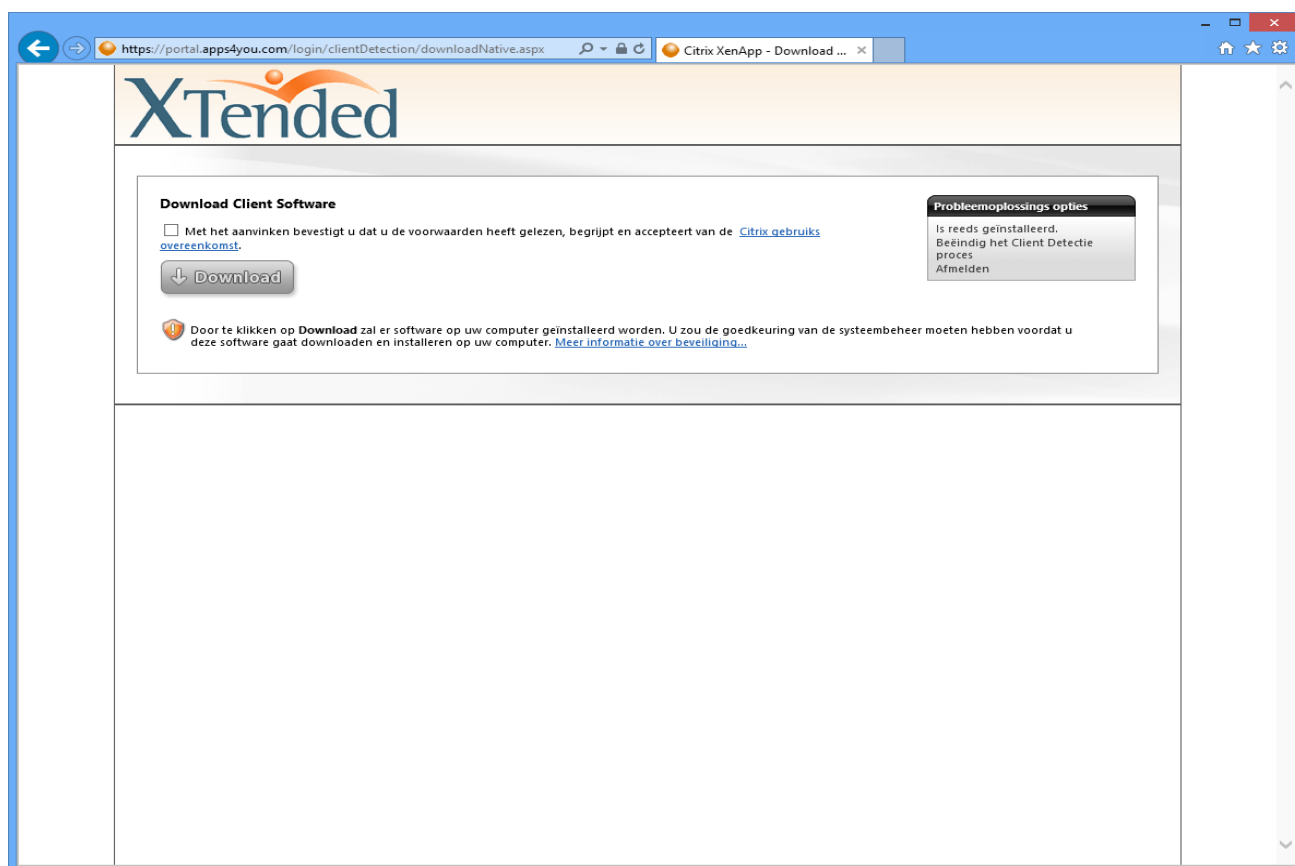 https://portal.apps4you.com/login/clientDetection/downloadNative.aspx
Citrix XenApp - Download ...
XTended
Download Client Software
Met het aanvinken bevestigt u dat u de voorwaarden heeft gelezen, begrijpt en accepteert van de Citrix gebruiks
overeenkomst.
Download
Door te klikken op Download zal er software op uw computer geïnstalleerd worden. U zou de goedkeuring van de systeembeheer moeten hebben voordat u
deze software gaat downloaden en installeren op uw computer. Meer informatie over beveiliging...
Probleemoplossings opties
Is reeds geïnstalleerd.
Beëindig het Client Detectie
proces
Afmelden